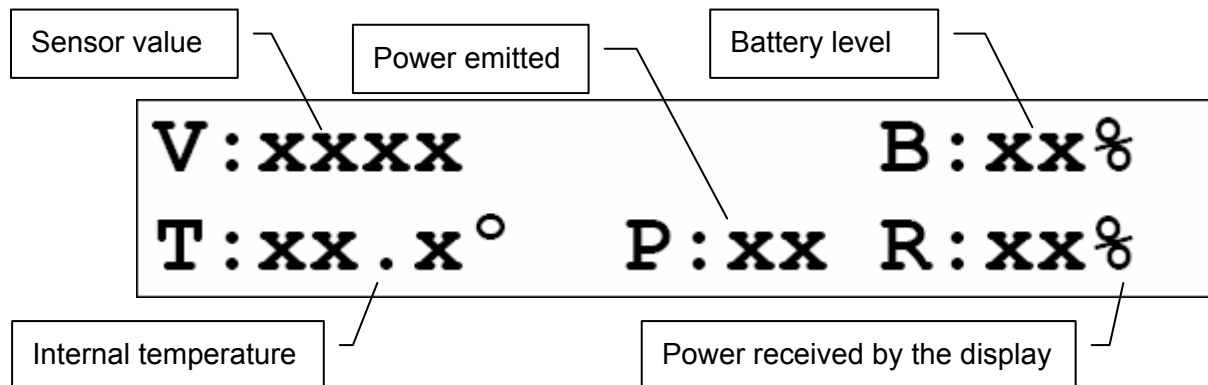 Sensor value
Power emitted
Battery level
V:xxxx B:xx%
T:xx.x° P:xx R:xx%
Internal temperature
Power received by the display